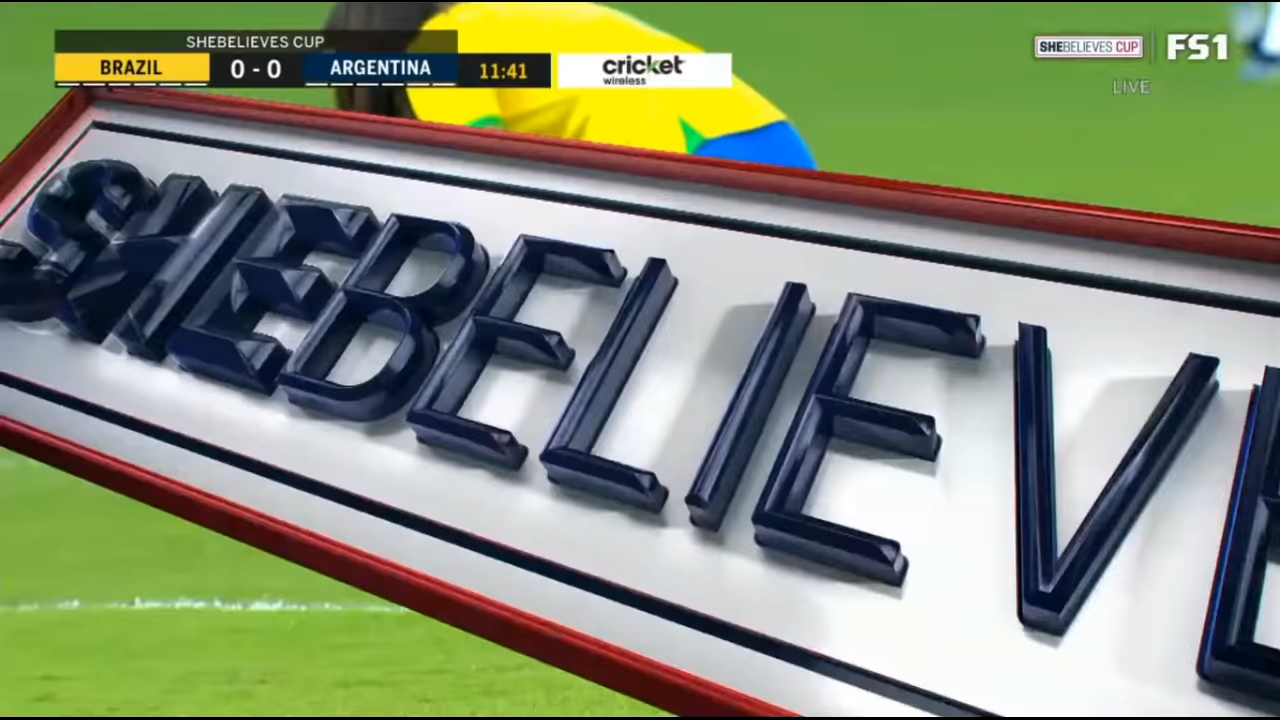 SHEBELIEVES CUP
BRAZIL 0 - 0 ARGENTINA 11:41
cricket
wireless
SHEBELIEVES CUP FS1
LIVE
SHEBELIEVE